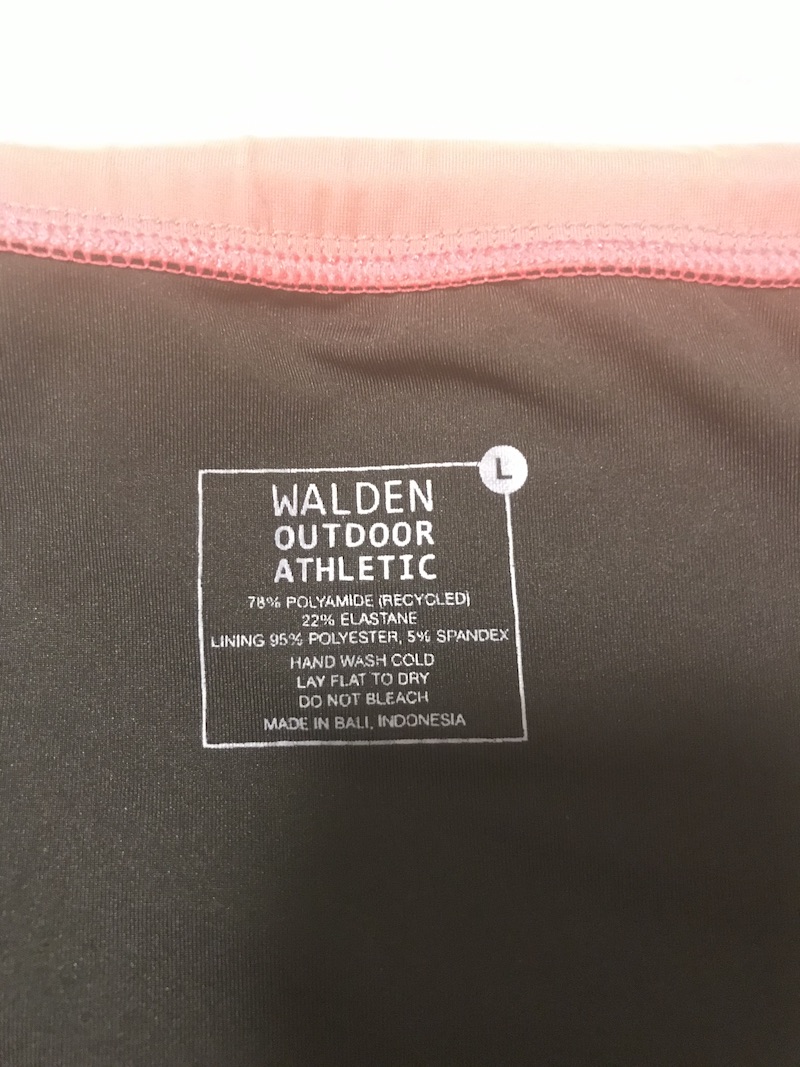 L
WALDEN
OUTDOOR
ATHLETIC
78% POLYAMIDE (RECYCLED)
22% ELASTANE
LINING 95% POLYESTER, 5% SPANDEX
HAND WASH COLD
LAY FLAT TO DRY
DO NOT BLEACH
MADE IN BALI, INDONESIA